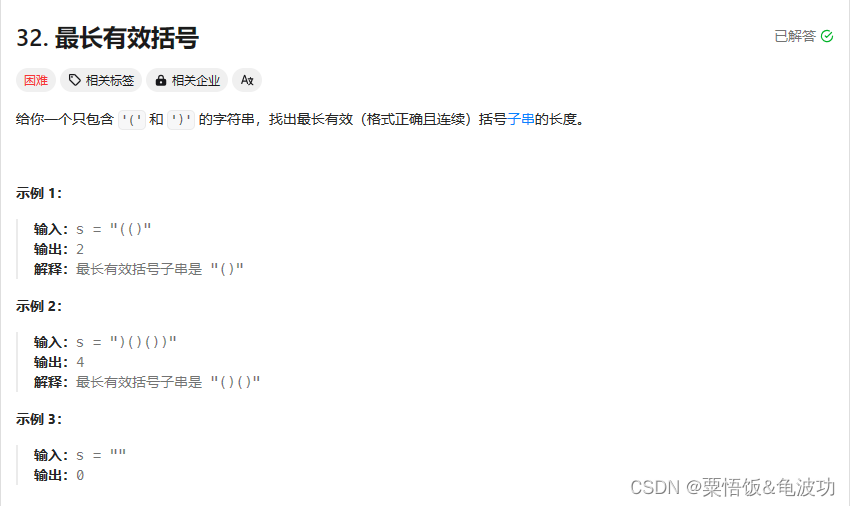 32. 最长有效括号
已解答
困难 相关标签 相关企业 A文
给你一个只包含 '(' 和 ')' 的字符串，找出最长有效（格式正确且连续）括号子串的长度。
示例 1：
输入：s = "(()"
输出：2
解释：最长有效括号子串是 "()"
示例 2：
输入：s = ")()())"
输出：4
解释：最长有效括号子串是 "()()"
示例 3：
输入：s = ""
输出：0
CSDN @粟悟饭&龟波功